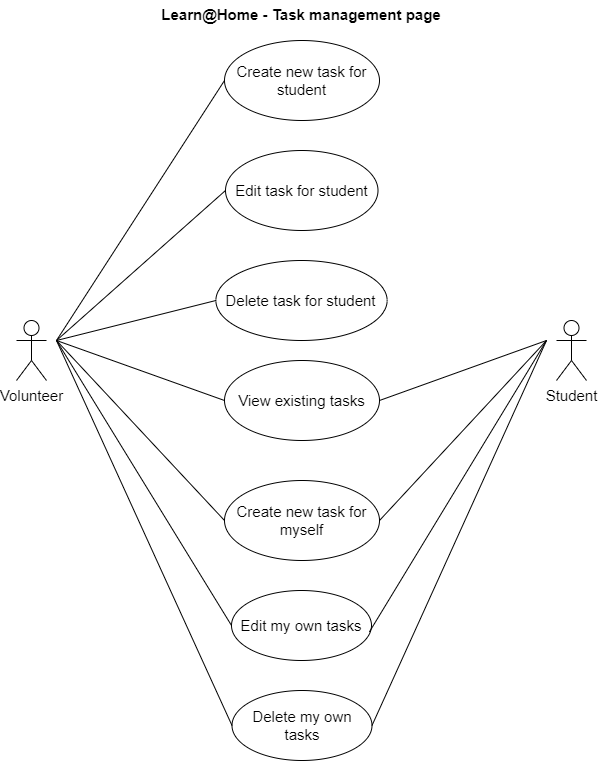 Learn@Home - Task management page
Create new task for
student
Edit task for student
Delete task for student
Volunteer
View existing tasks
Student
Create new task for
myself
Edit my own tasks
Delete my own
tasks